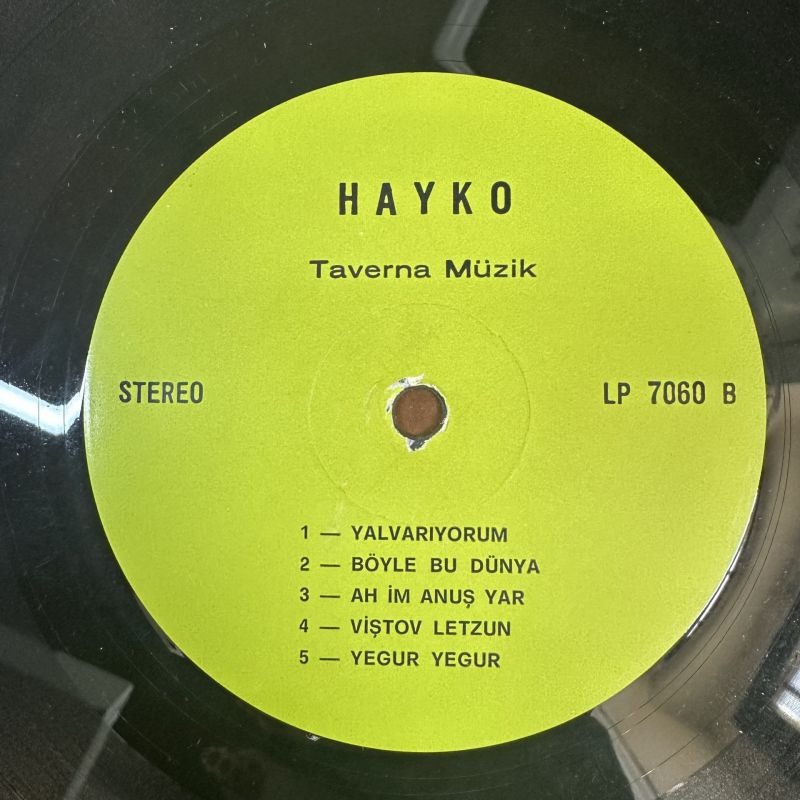 HAYKO
Taverna Müzik
STEREO
LP 7060 B
1 — YALVARIYORUM
2 — BÖYLE BU DÜNYA
3 — AH İM ANUŞ YAR
4 — VİŞTOV LETZUN
5 — YEGUR YEGUR